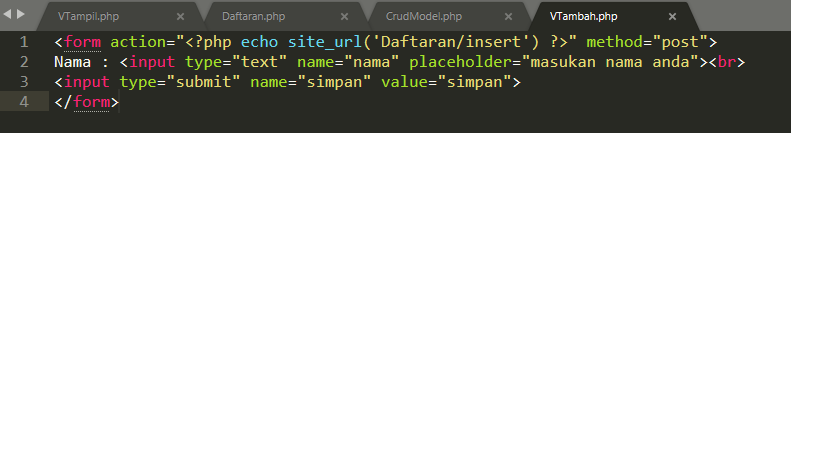 VTampil.php × Daftaran.php × CrudModel.php × VTambah.php ×
1 <form action="<?php echo site_url('Daftaran/insert') ?>" method="post">
2 Nama : <input type="text" name="nama" placeholder="masukan nama anda"><br>
3 <input type="submit" name="simpan" value="simpan">
4 </form>